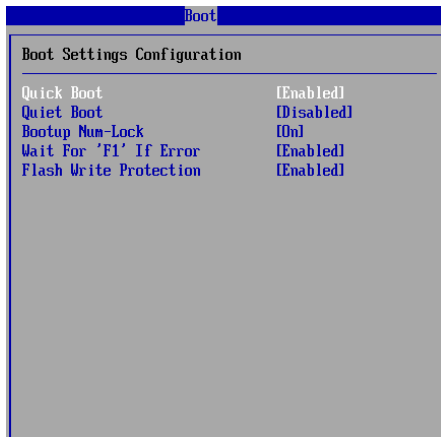 Boot
Boot Settings Configuration
Quick Boot [Enabled]
Quiet Boot [Disabled]
Bootup Num-Lock [On]
Wait For 'F1' If Error [Enabled]
Flash Write Protection [Enabled]